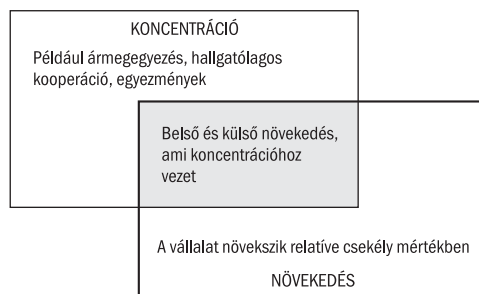 KONCENTRÁCIÓ
Például ármegegyezés, hallgatólagos
kooperáció, egyezmények
Belső és külső növekedés,
ami koncentrációhoz
vezet
A vállalat növekszik relatíve csekély mértékben
NÖVEKEDÉS